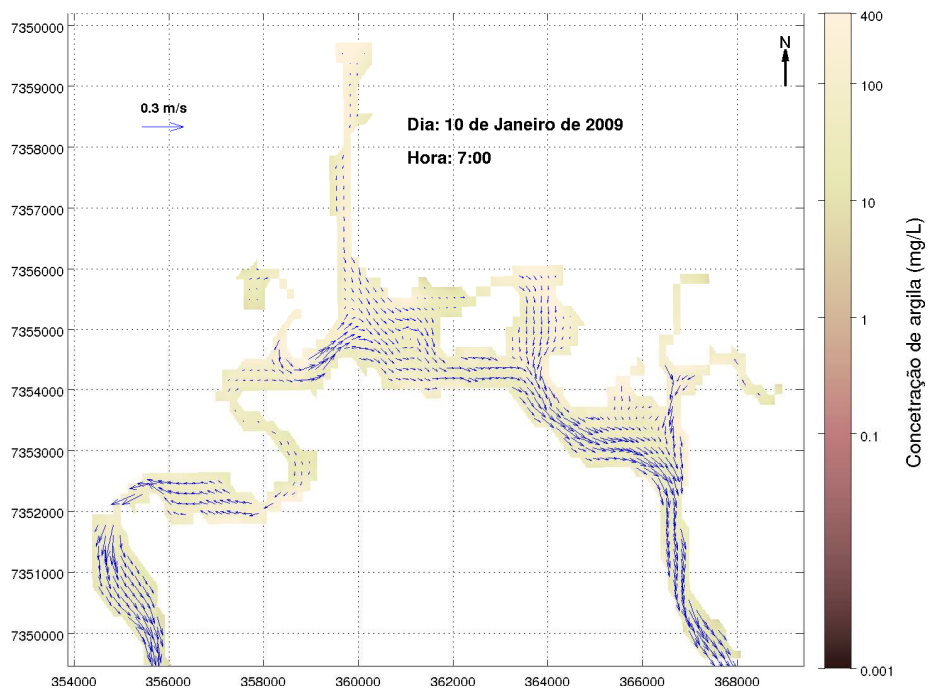 7350000
400
N
7359000
100
0.3 m/s
Dia: 10 de Janeiro de 2009
7358000
Hora: 7:00
7357000
10
7356000
7355000
1
7354000
0.1
7353000
7352000
7351000
7350000
0.001
354000 356000 358000 360000 362000 364000 366000 368000
Concetração de argila (mg/L)